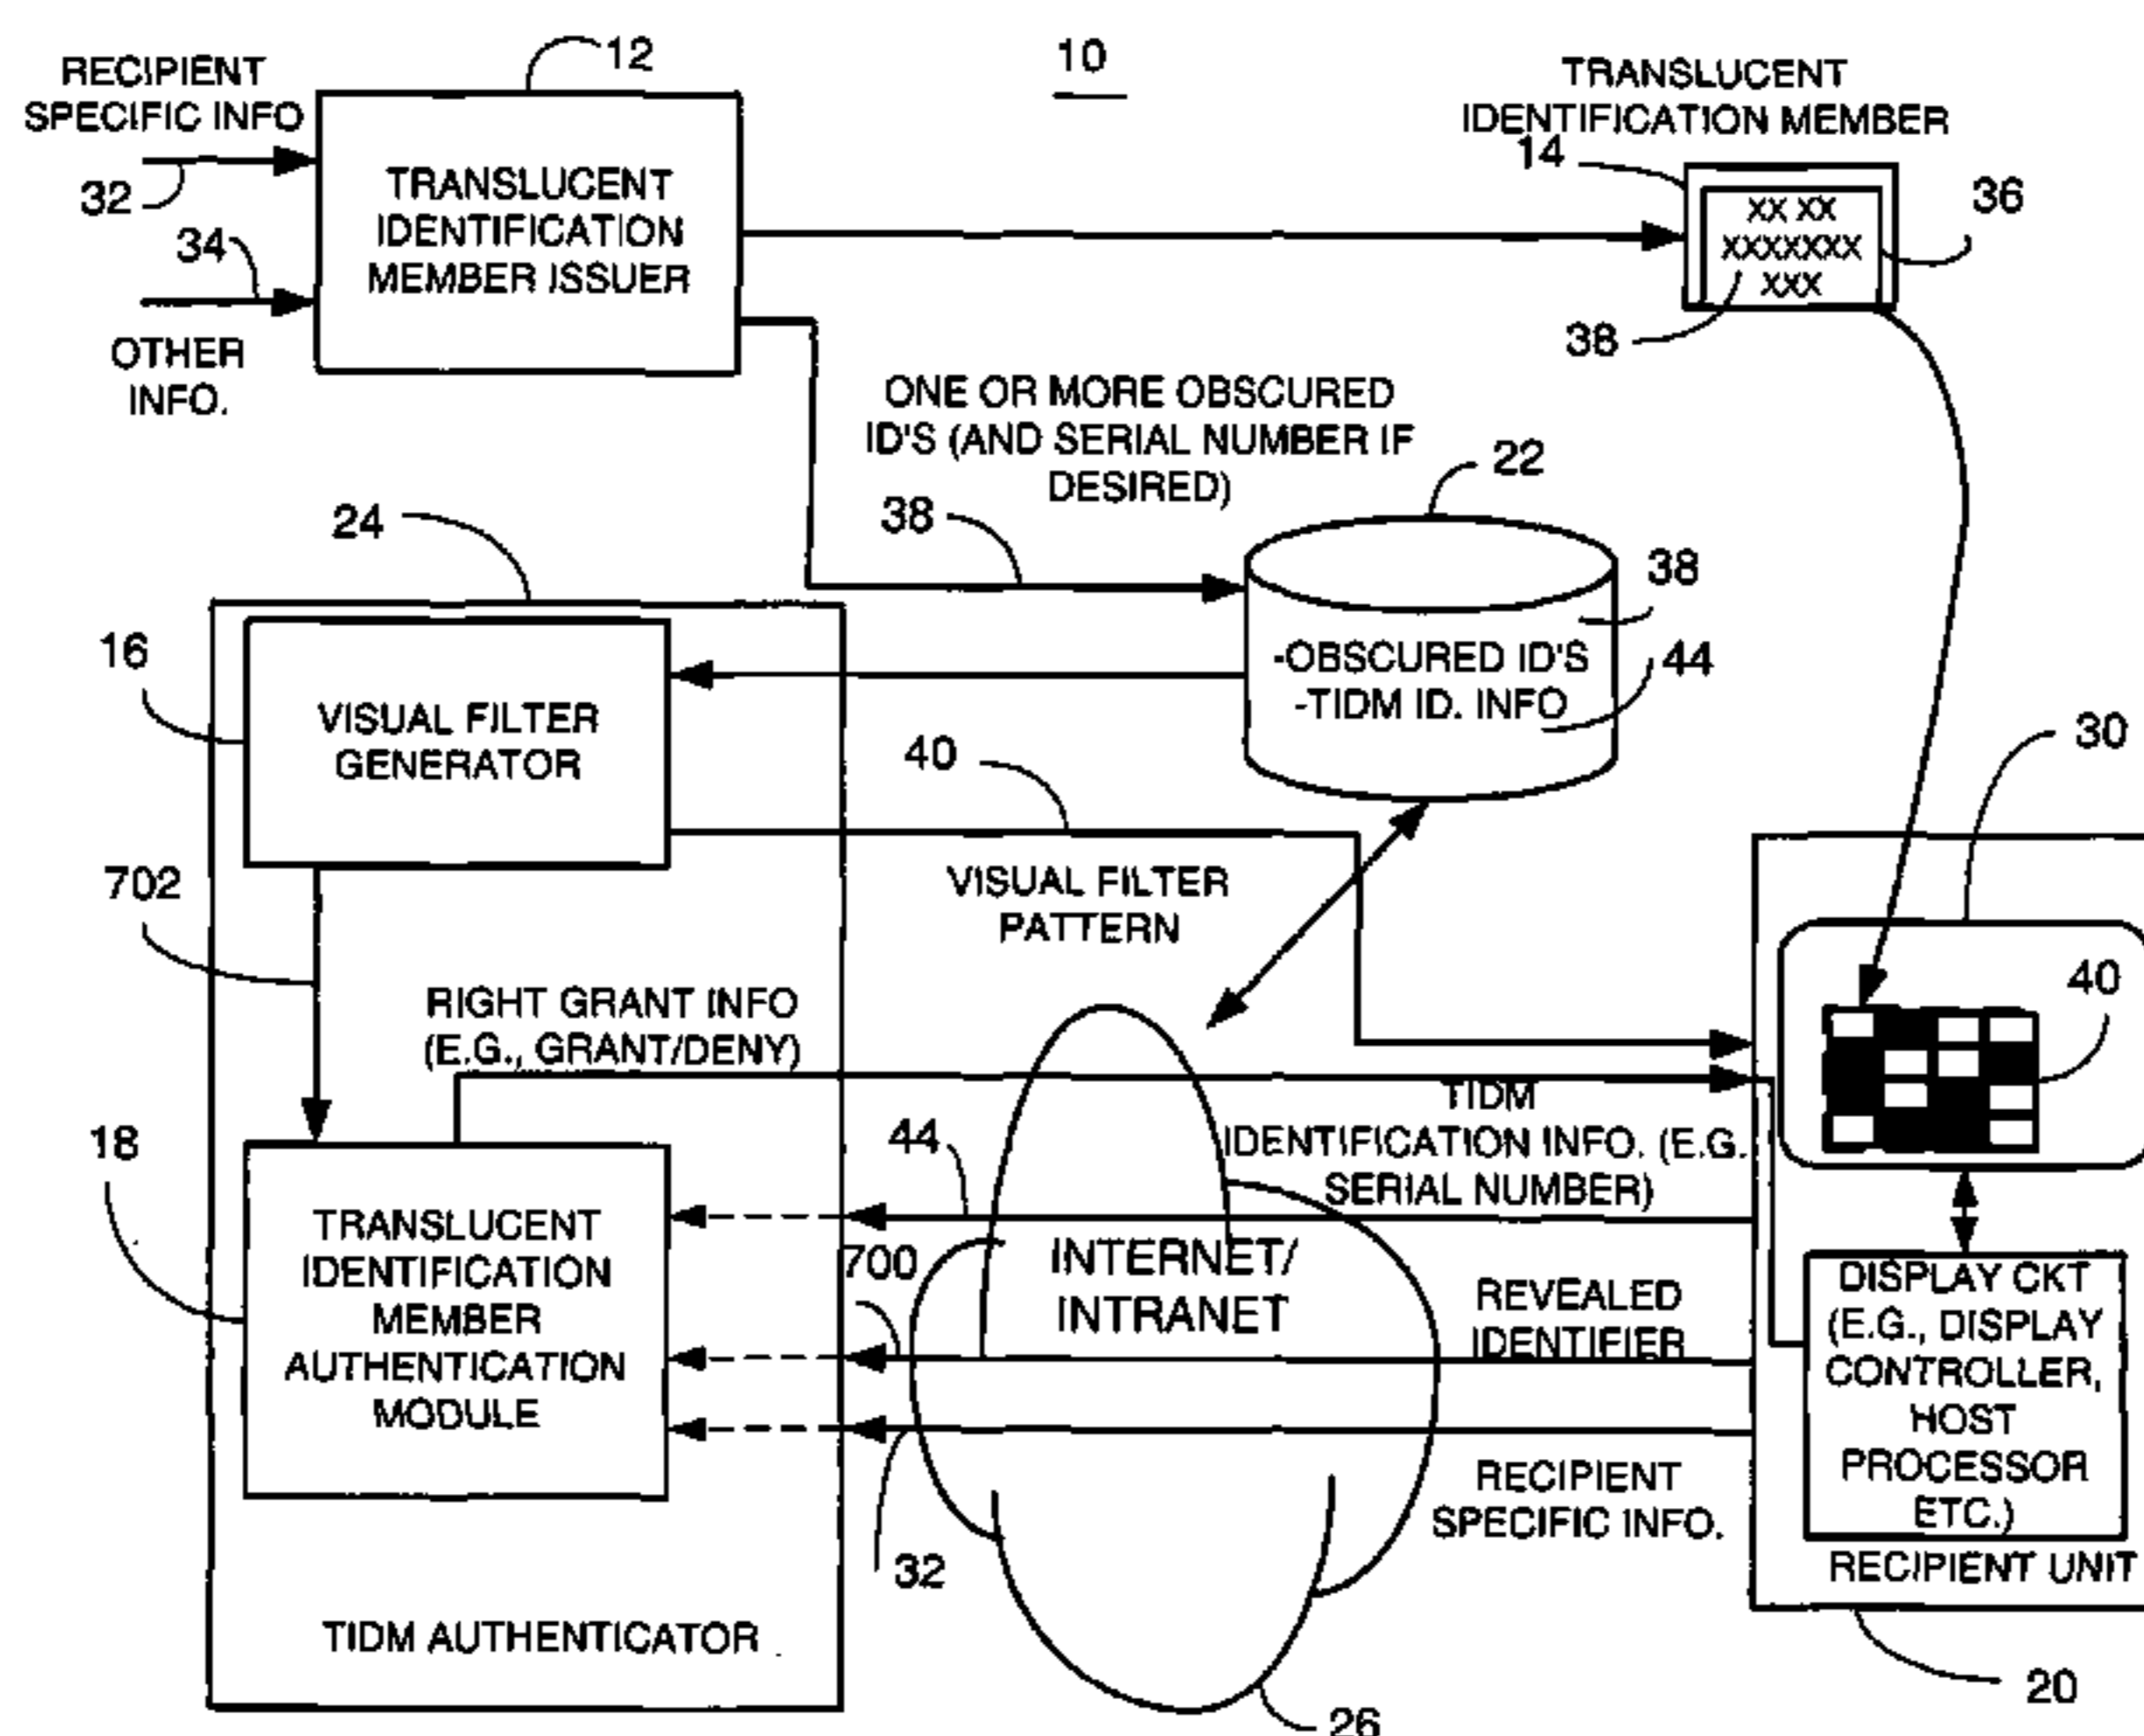 10
12
RECIPIENT
SPECIFIC INFO
32
34
OTHER
INFO.
TRANSLUCENT
IDENTIFICATION
MEMBER ISSUER
TRANSLUCENT
IDENTIFICATION MEMBER
14
XX XX
XXXXXXX
XXX
36
38
ONE OR MORE OBSCURED
ID'S (AND SERIAL NUMBER IF
DESIRED)
38
22
38
-OBSCURED ID'S
-TIDM ID. INFO
44
24
16
VISUAL FILTER
GENERATOR
40
VISUAL FILTER
PATTERN
702
RIGHT GRANT INFO
(E.G., GRANT/DENY)
30
40
18
TRANSLUCENT
IDENTIFICATION
MEMBER
AUTHENTICATION
MODULE
44
TIDM
IDENTIFICATION INFO. (E.G.
SERIAL NUMBER)
700
INTERNET/
INTRANET
REVEALED
IDENTIFIER
32
RECIPIENT
SPECIFIC INFO.
DISPLAY CKT
(E.G., DISPLAY
CONTROLLER,
HOST
PROCESSOR
ETC.)
RECIPIENT UNIT
TIDM AUTHENTICATOR
20
26